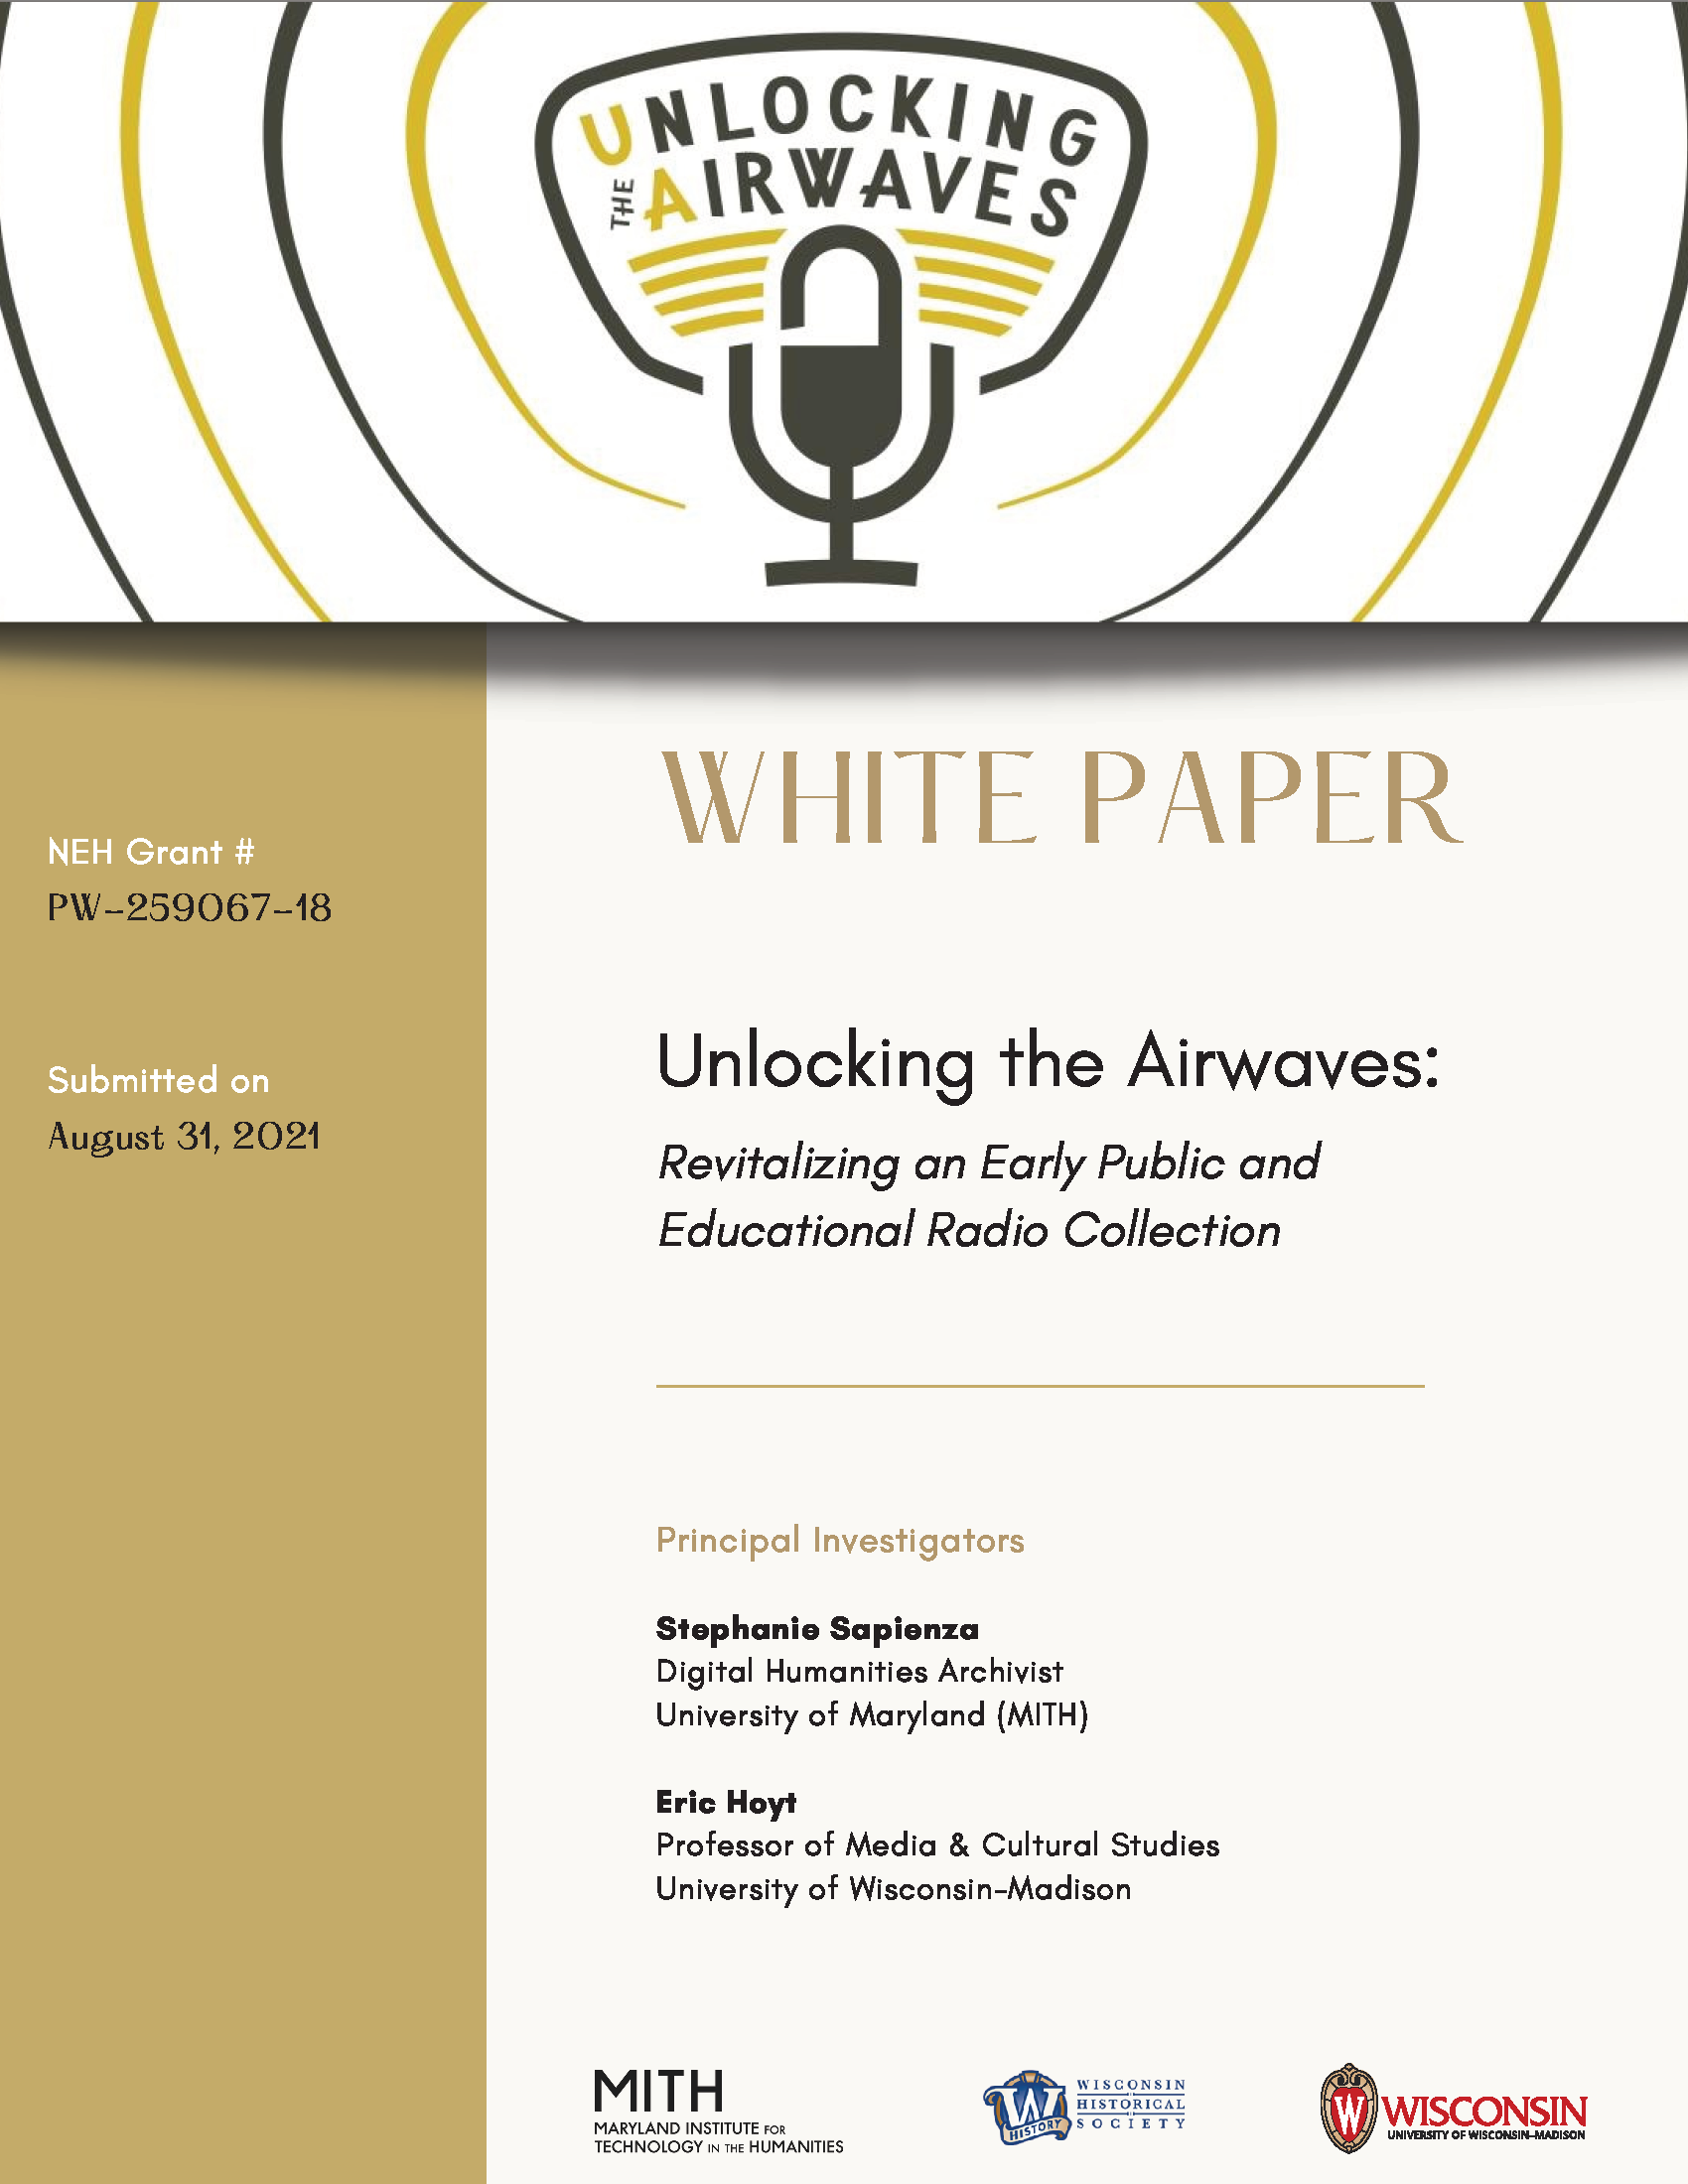 UNLOCKING
THE AIRWAVES
WHITE PAPER
NEH Grant #
PW-259067-18
Submitted on
August 31, 2021
Unlocking the Airwaves:
Revitalizing an Early Public and
Educational Radio Collection
Principal Investigators
Stephanie Sapienza
Digital Humanities Archivist
University of Maryland (MITH)
Eric Hoyt
Professor of Media & Cultural Studies
University of Wisconsin-Madison
MITH
MARYLAND INSTITUTE FOR
TECHNOLOGY IN THE HUMANITIES
W
HISTORY
WISCONSIN
HISTORICAL
SOCIETY
W
WISCONSIN
UNIVERSITY OF WISCONSIN–MADISON